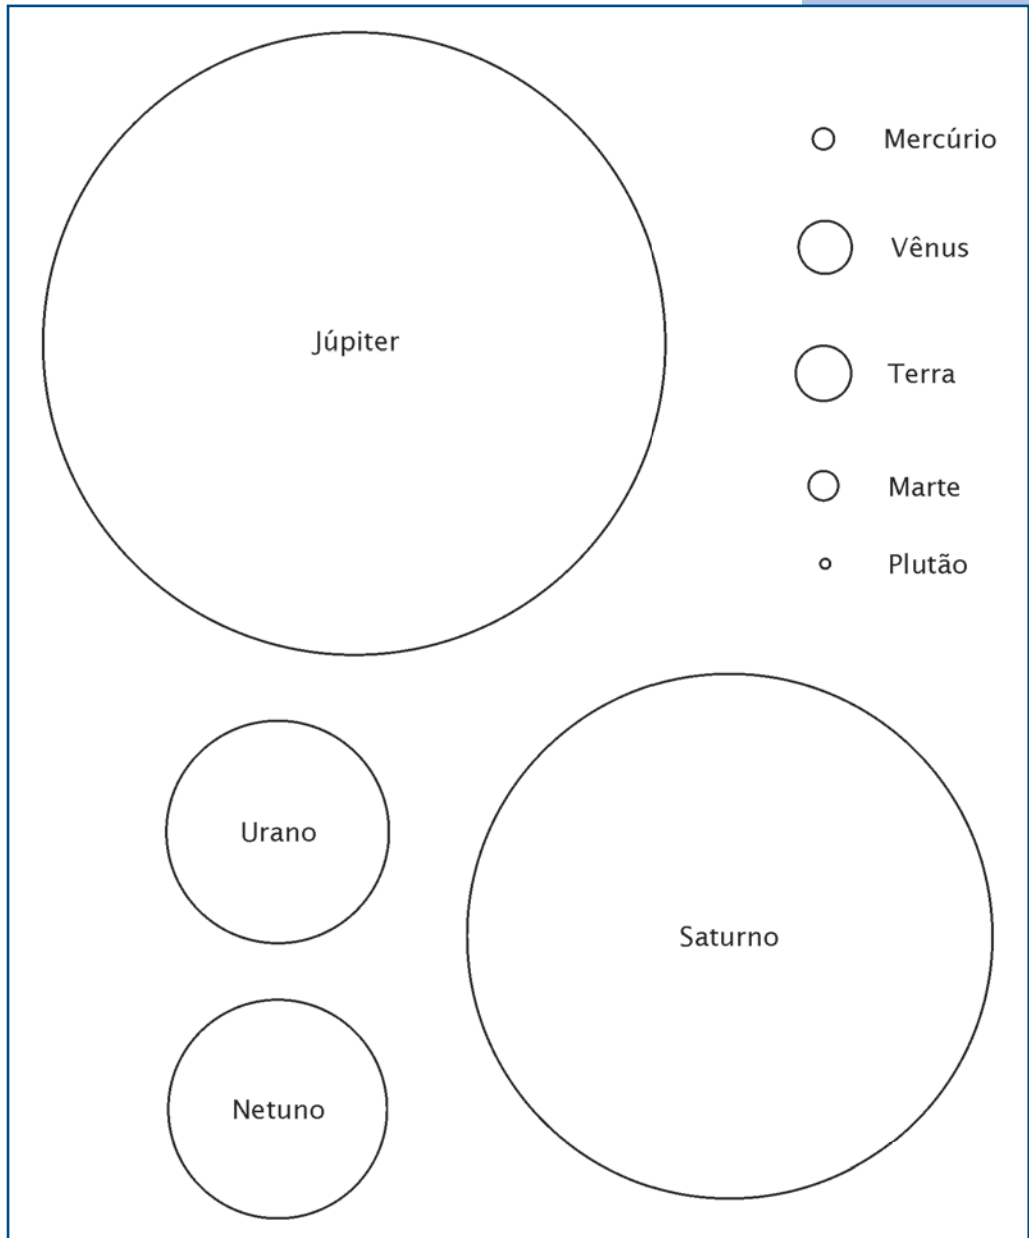 Mercúrio
Vênus
Júpiter
Terra
Marte
Plutão
Urano
Saturno
Netuno